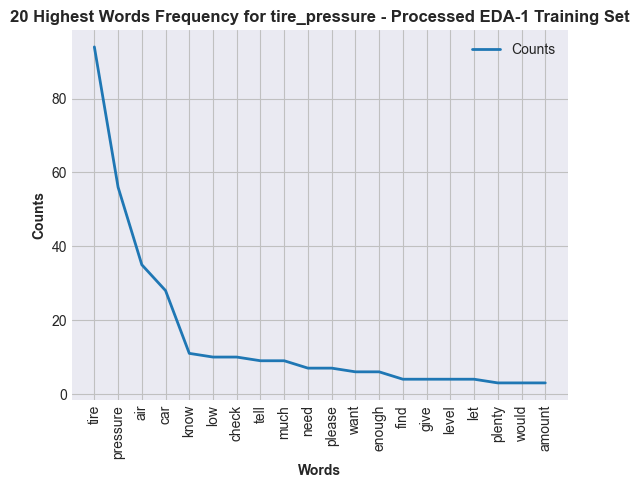 20 Highest Words Frequency for tire_pressure - Processed EDA-1 Training Set
Counts
Counts
80
60
40
20
0
tire
pressure
air
car
know
low
check
tell
much
need
please
want
enough
find
give
level
let
plenty
would
amount
Words